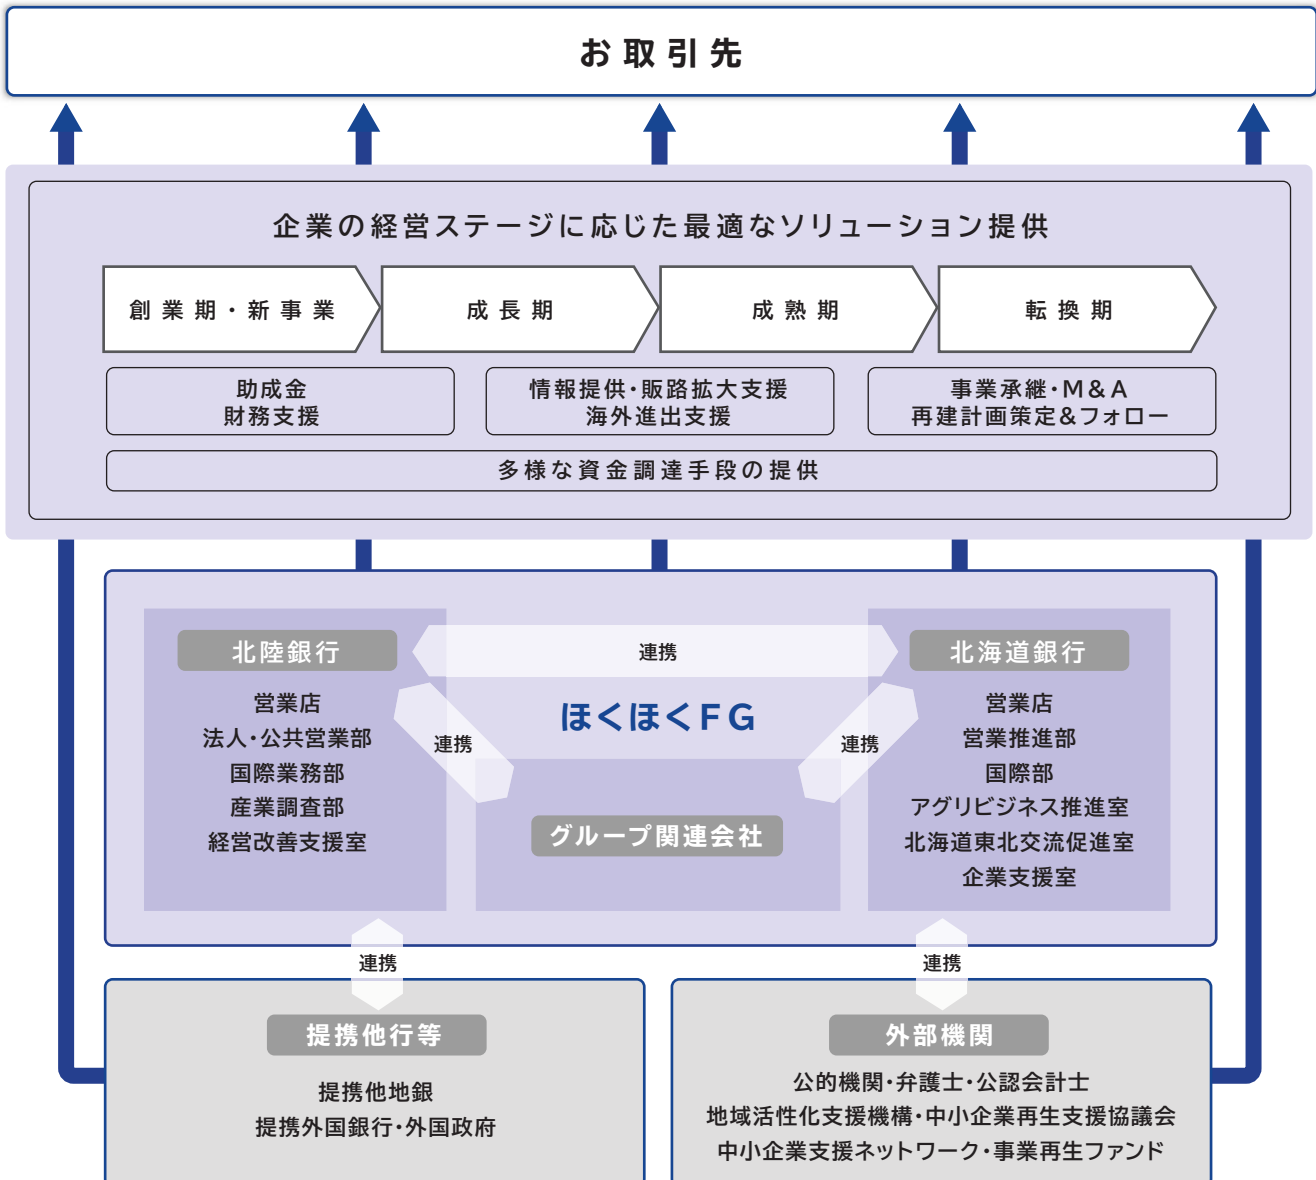 お取引先
企業の経営ステージに応じた最適なソリューション提供
創業期・新事業
成長期
成熟期
転換期
助成金
財務支援
情報提供・販路拡大支援
海外進出支援
事業承継・M&A
再建計画策定&フォロー
多様な資金調達手段の提供
北陸銀行
営業店
法人・公共営業部
国際業務部
産業調査部
経営改善支援室
連携
ほくほくFG
連携
連携
グループ関連会社
北海道銀行
営業店
営業推進部
国際部
アグリビジネス推進室
北海道東北交流促進室
企業支援室
連携
連携
提携他行等
提携他地銀
提携外国銀行・外国政府
外部機関
公的機関・弁護士・公認会計士
地域活性化支援機構・中小企業再生支援協議会
中小企業支援ネットワーク・事業再生ファンド